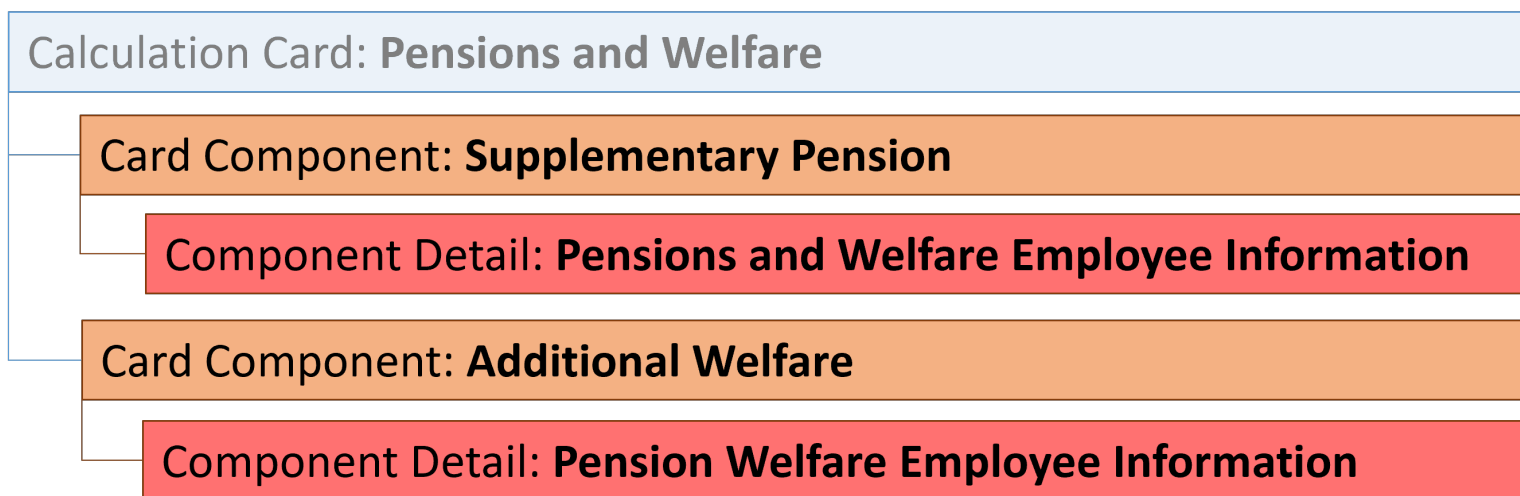 Calculation Card: Pensions and Welfare
Card Component: Supplementary Pension
Component Detail: Pensions and Welfare Employee Information
Card Component: Additional Welfare
Component Detail: Pension Welfare Employee Information